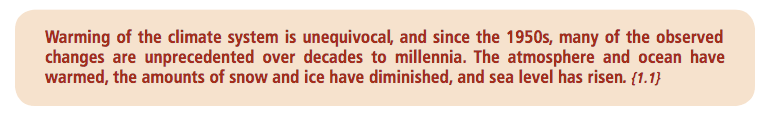 Warming of the climate system is unequivocal, and since the 1950s, many of the observed
changes are unprecedented over decades to millennia. The atmosphere and ocean have
warmed, the amounts of snow and ice have diminished, and sea level has risen. {1.1}